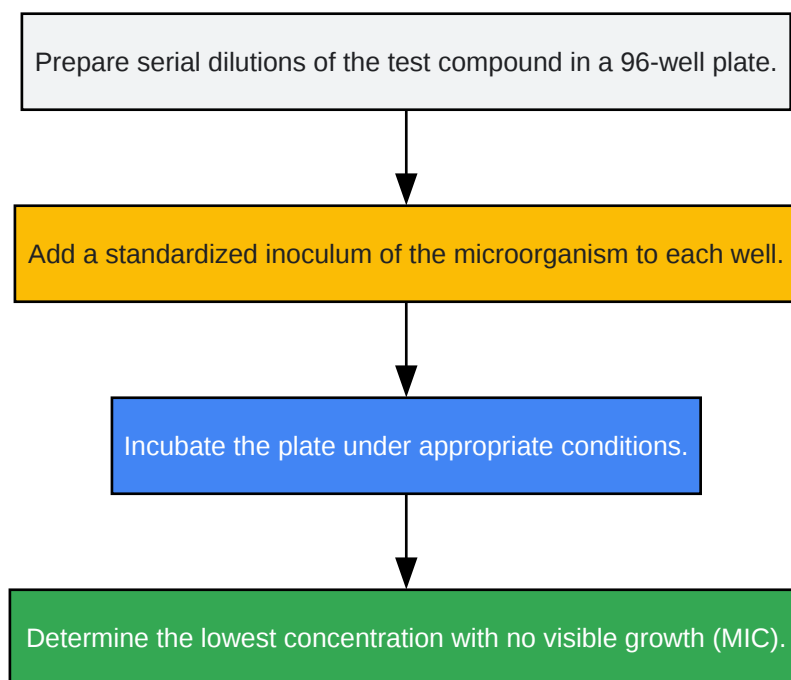 Prepare serial dilutions of the test compound in a 96-well plate.
Add a standardized inoculum of the microorganism to each well.
Incubate the plate under appropriate conditions.
Determine the lowest concentration with no visible growth (MIC).